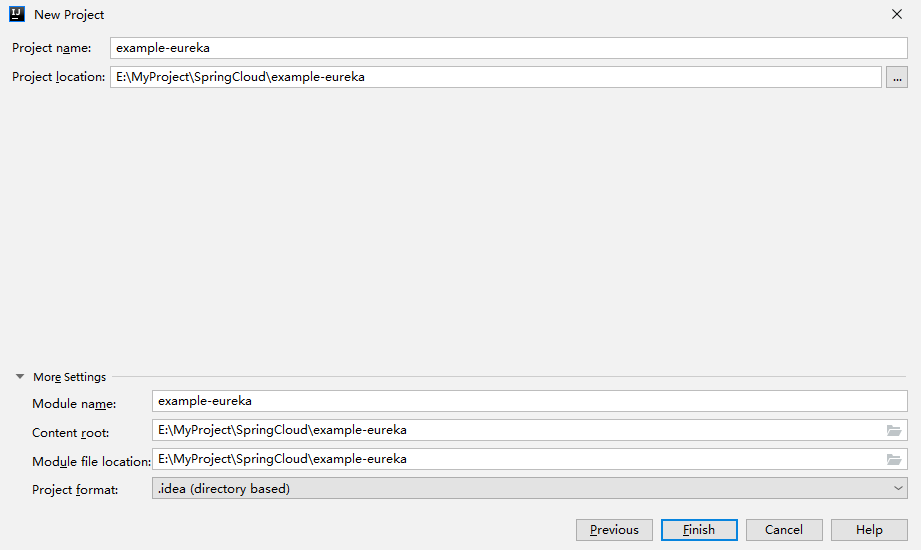 IJ New Project
Project name: example-eureka
Project location: E:\MyProject\SpringCloud\example-eureka ...
More Settings
Module name: example-eureka
Content root: E:\MyProject\SpringCloud\example-eureka
Module file location: E:\MyProject\SpringCloud\example-eureka
Project format: .idea (directory based)
Previous Finish Cancel Help